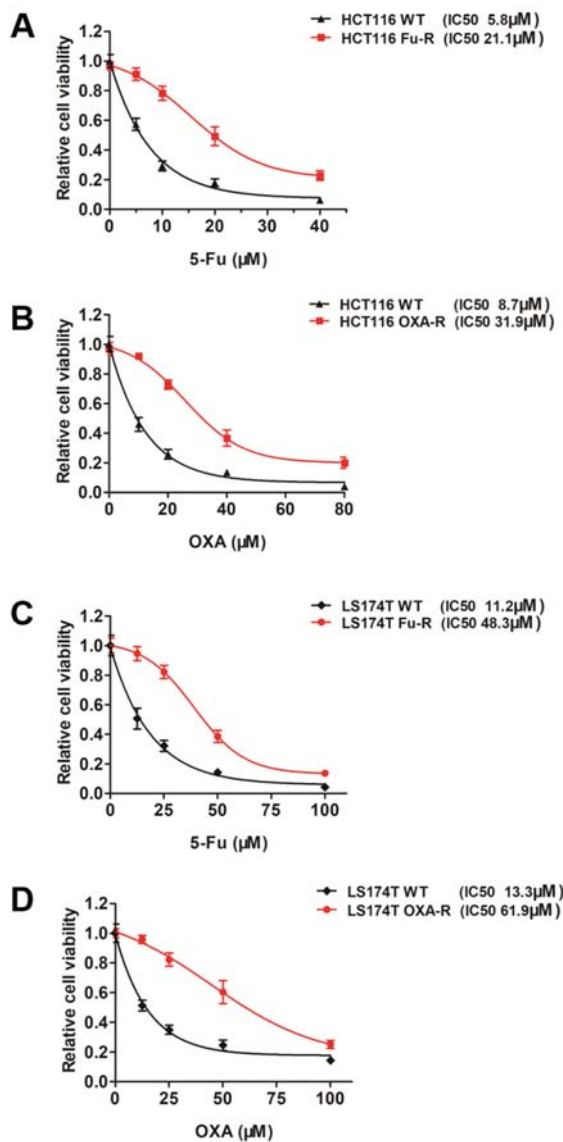 A
HCT116 WT (IC50 5.8μM)
HCT116 Fu-R (IC50 21.1μM)
Relative cell viability
1.2
1.0
0.8
0.6
0.4
0.2
0.0
0 10 20 30 40
5-Fu (μM)
B
HCT116 WT (IC50 8.7μM)
HCT116 OXA-R (IC50 31.9μM)
Relative cell viability
1.2
1.0
0.8
0.6
0.4
0.2
0.0
0 20 40 60 80
OXA (μM)
C
LS174T WT (IC50 11.2μM)
LS174T Fu-R (IC50 48.3μM)
Relative cell viability
1.2
1.0
0.8
0.6
0.4
0.2
0.0
0 25 50 75 100
5-Fu (μM)
D
LS174T WT (IC50 13.3μM)
LS174T OXA-R (IC50 61.9μM)
Relative cell viability
1.2
1.0
0.8
0.6
0.4
0.2
0.0
0 25 50 75 100
OXA (μM)